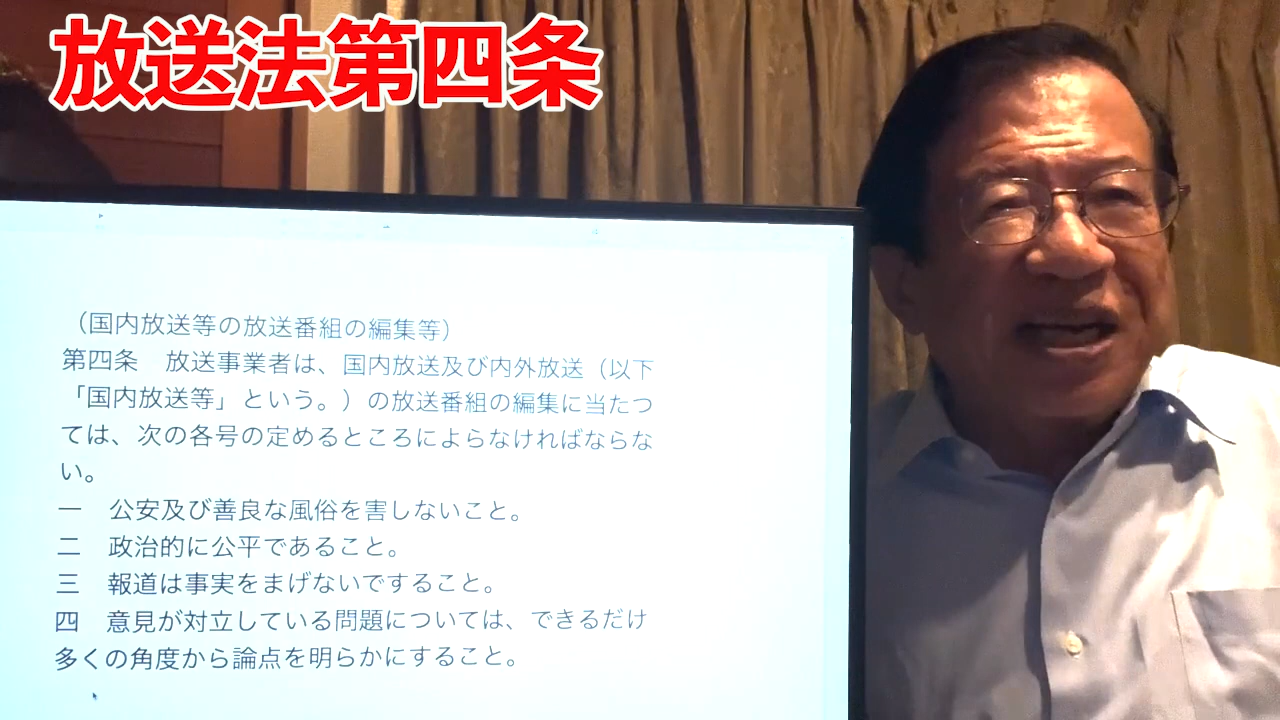 放送法第四条
（国内放送等の放送番組の編集等）
第四条　放送事業者は、国内放送及び内外放送（以下
「国内放送等」という。）の放送番組の編集に当たつ
ては、次の各号の定めるところによらなければならな
い。
一　公安及び善良な風俗を害しないこと。
二　政治的に公平であること。
三　報道は事実をまげないですること。
四　意見が対立している問題については、できるだけ
多くの角度から論点を明らかにすること。